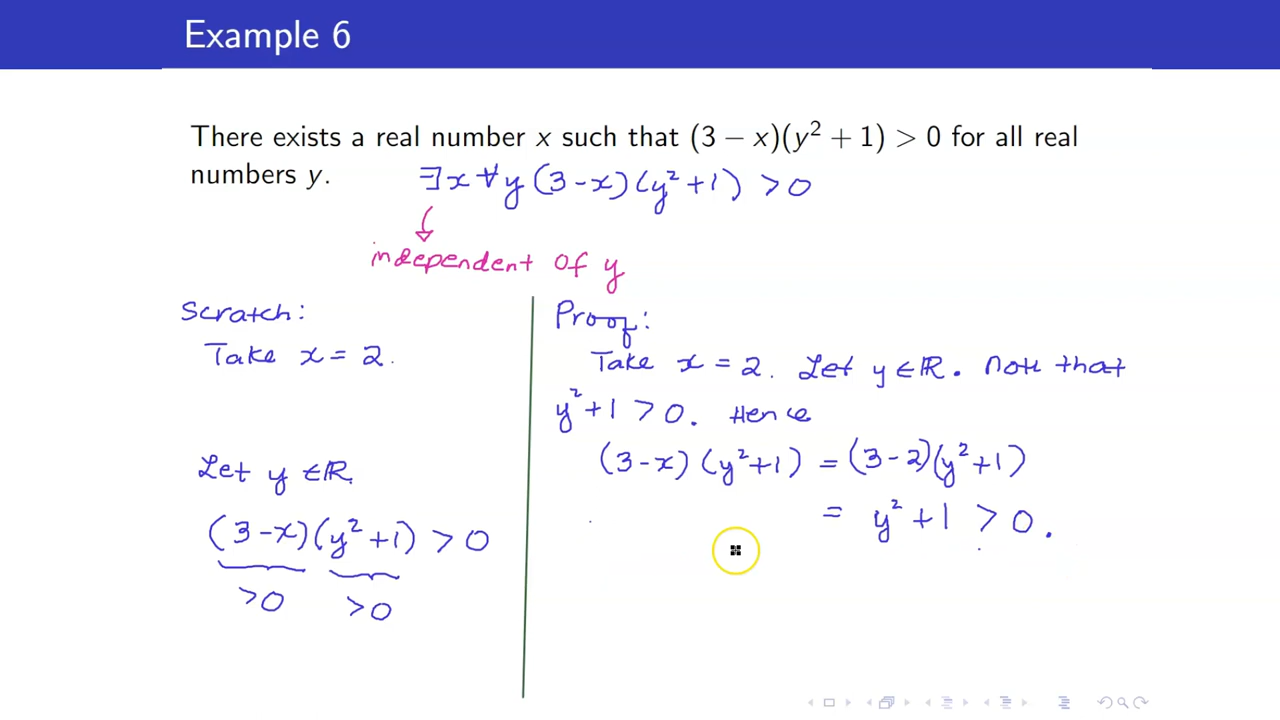 Example 6
There exists a real number x such that (3 − x)(y² + 1) > 0 for all real
numbers y.
∃x ∀y (3-x)(y²+1) > 0
independent of y
Scratch:
Take x = 2.
Let y ∈ ℝ.
(3-x)(y²+1) > 0
>0 >0
Proof:
Take x = 2. Let y ∈ ℝ. Note that
y²+1 > 0. Hence
(3-x)(y²+1) = (3-2)(y²+1)
= y²+1 > 0.